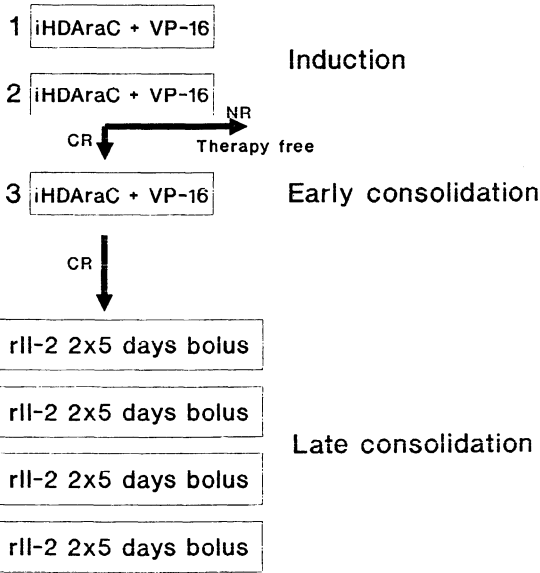 1 iHDAraC + VP-16
Induction
2 iHDAraC + VP-16
NR
CR
Therapy free
3 iHDAraC + VP-16
Early consolidation
CR
rIl-2 2x5 days bolus
rIl-2 2x5 days bolus
Late consolidation
rIl-2 2x5 days bolus
rIl-2 2x5 days bolus